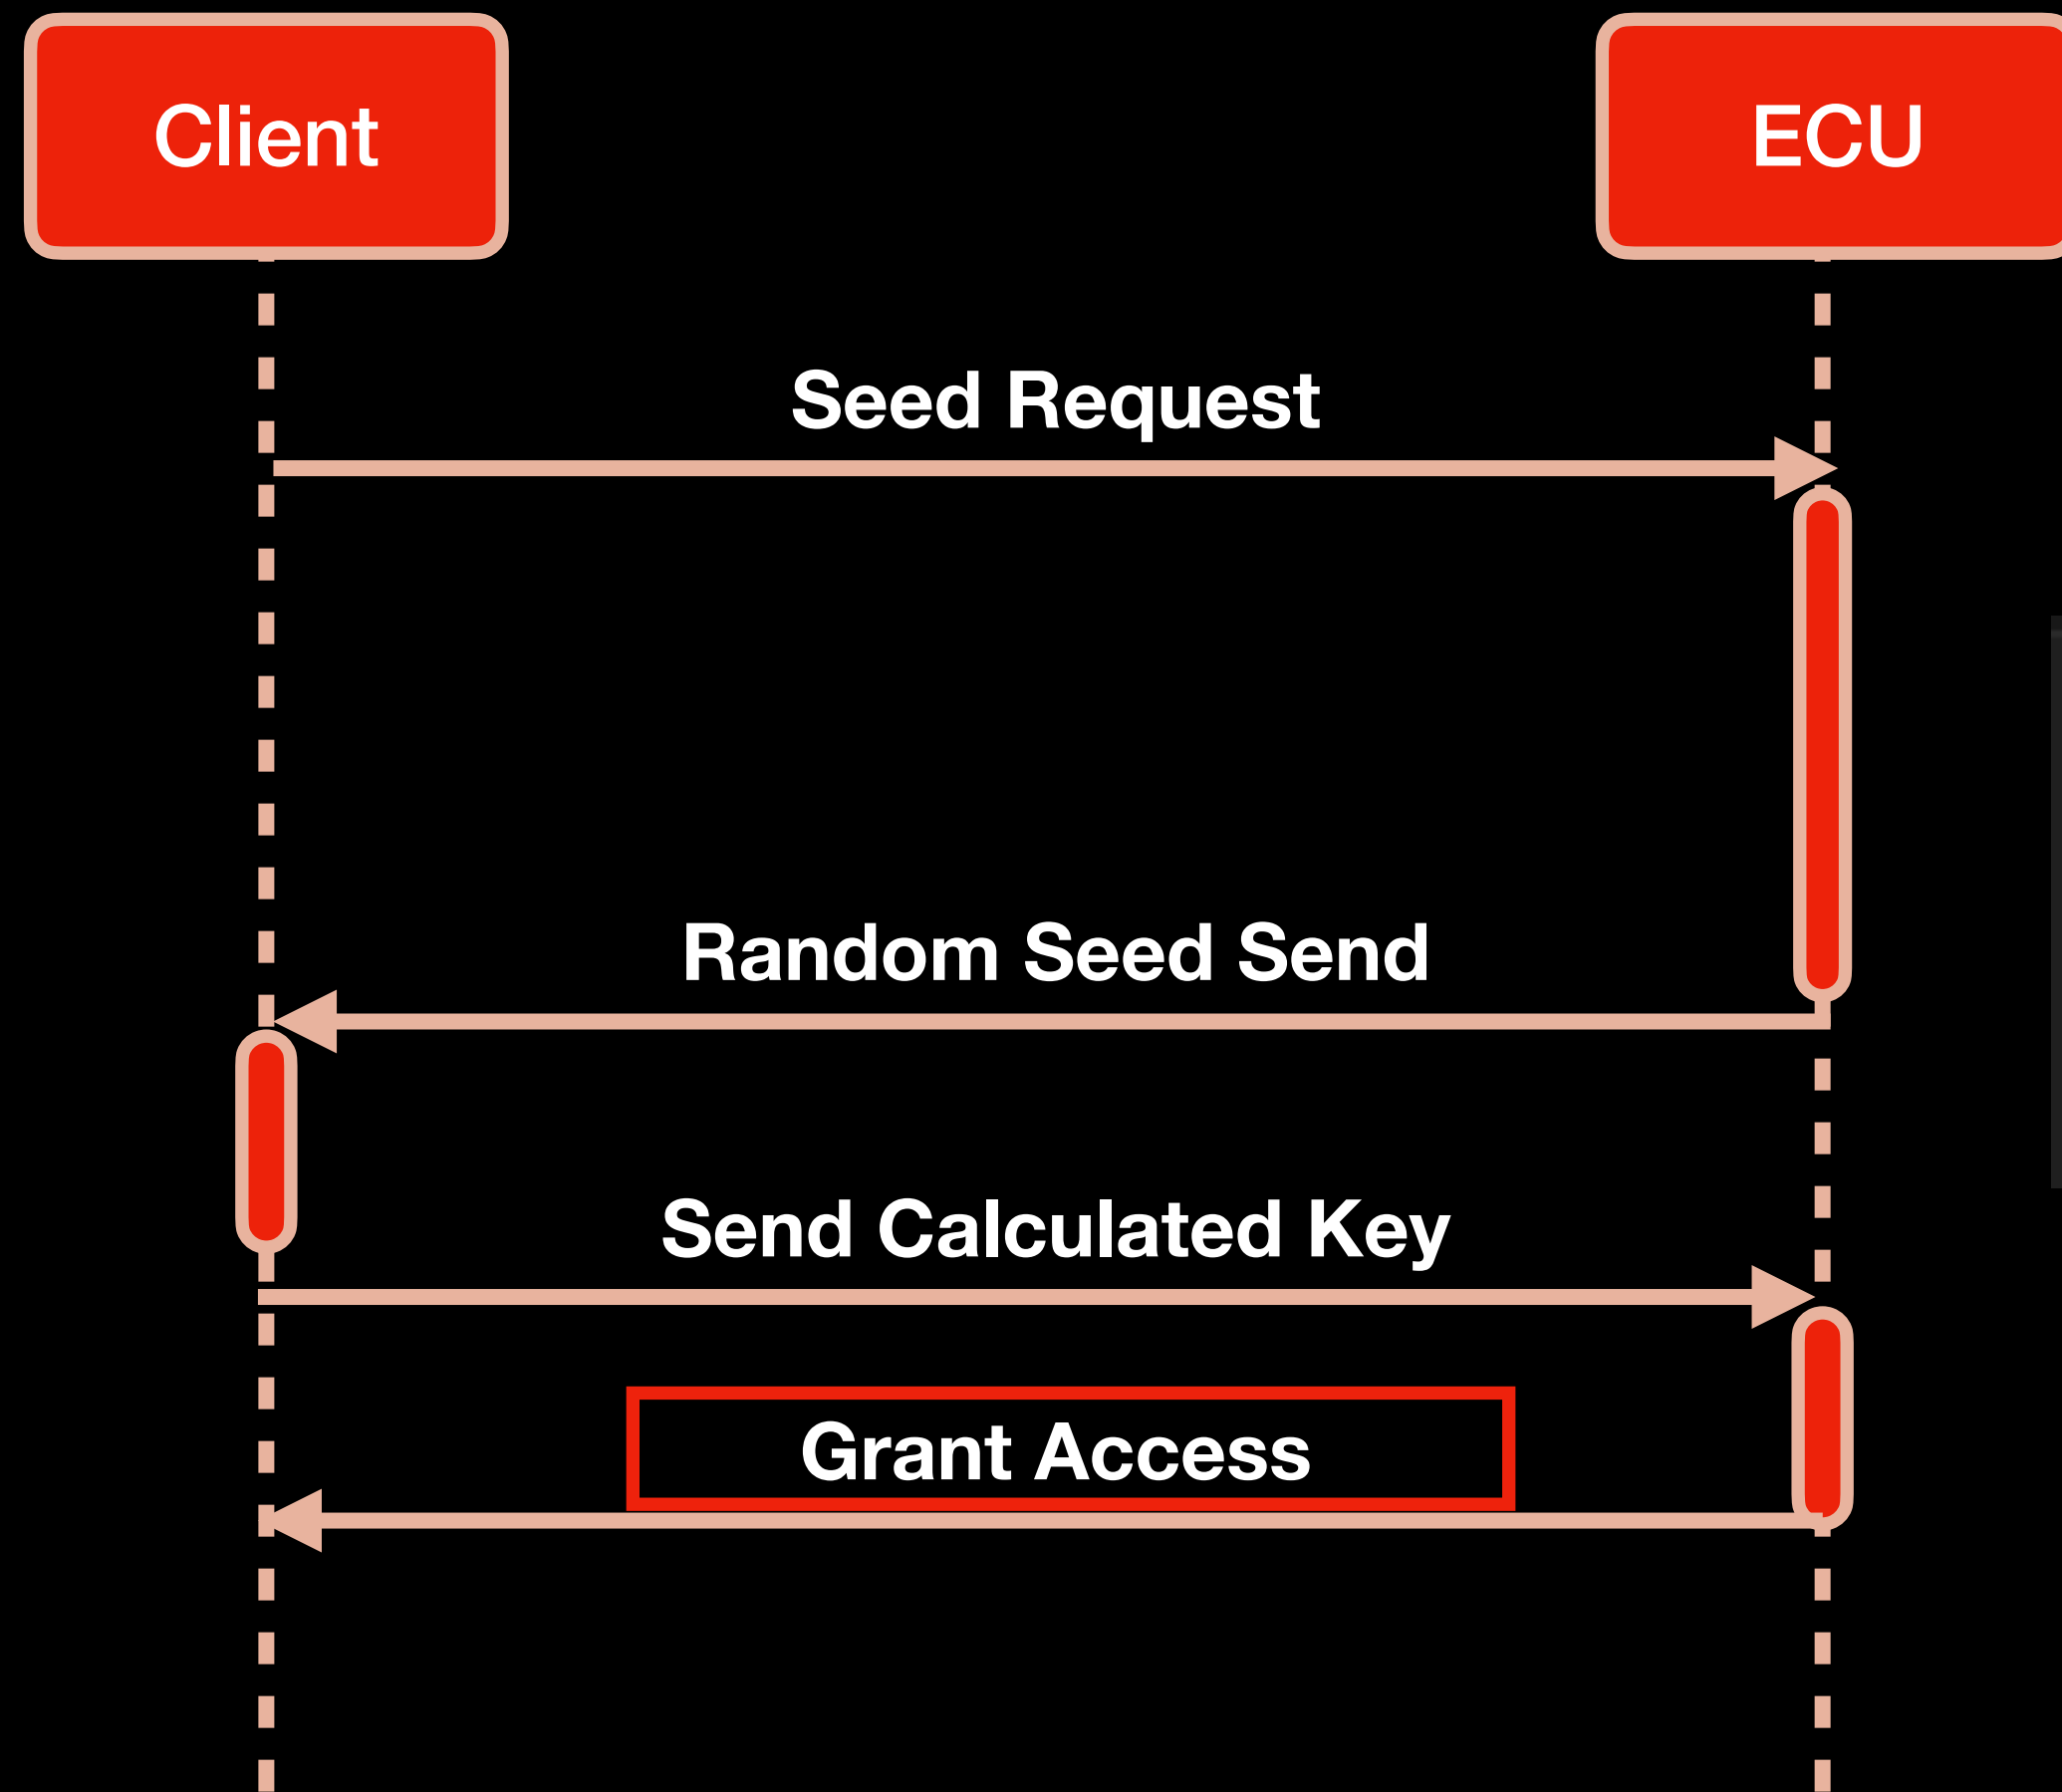 Client
ECU
Seed Request
Random Seed Send
Send Calculated Key
Grant Access